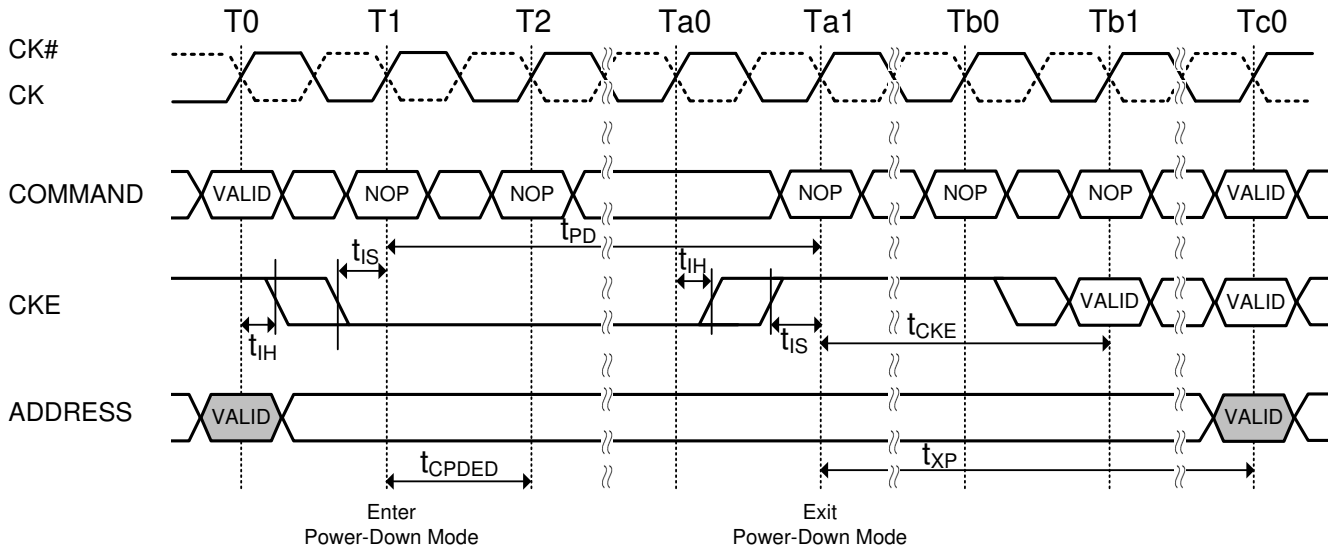 T0 T1 T2 Ta0 Ta1 Tb0 Tb1 Tc0
CK#
CK
COMMAND VALID NOP NOP NOP NOP NOP VALID
tPD
tIS tIH
CKE VALID VALID
tIH tIS tCKE
ADDRESS VALID VALID
tCPDED tXP
Enter
Power-Down Mode
Exit
Power-Down Mode